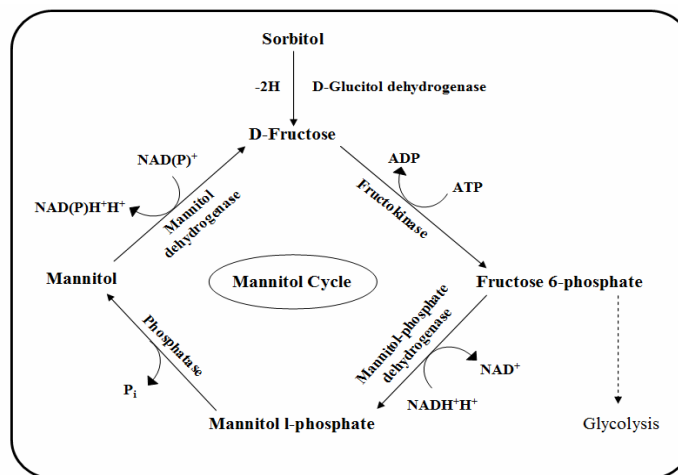 Sorbitol
-2H
D-Glucitol dehydrogenase
D-Fructose
NAD(P)⁺
NAD(P)H⁺H⁺
Mannitol
dehydrogenase
ADP
ATP
Fructokinase
Mannitol
Mannitol Cycle
Fructose 6-phosphate
Phosphatase
Pᵢ
Mannitol-phosphate
dehydrogenase
NAD⁺
NADH⁺H⁺
Mannitol l-phosphate
Glycolysis